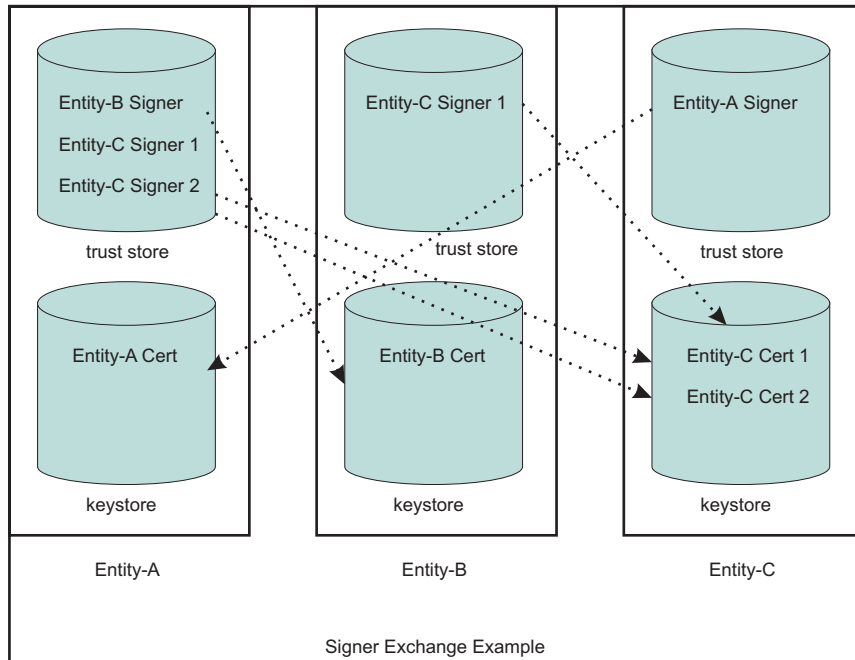 Entity-B Signer
Entity-C Signer 1
Entity-C Signer 2
trust store
Entity-A Cert
keystore
Entity-A
Entity-C Signer 1
trust store
Entity-B Cert
keystore
Entity-B
Entity-A Signer
trust store
Entity-C Cert 1
Entity-C Cert 2
keystore
Entity-C
Signer Exchange Example